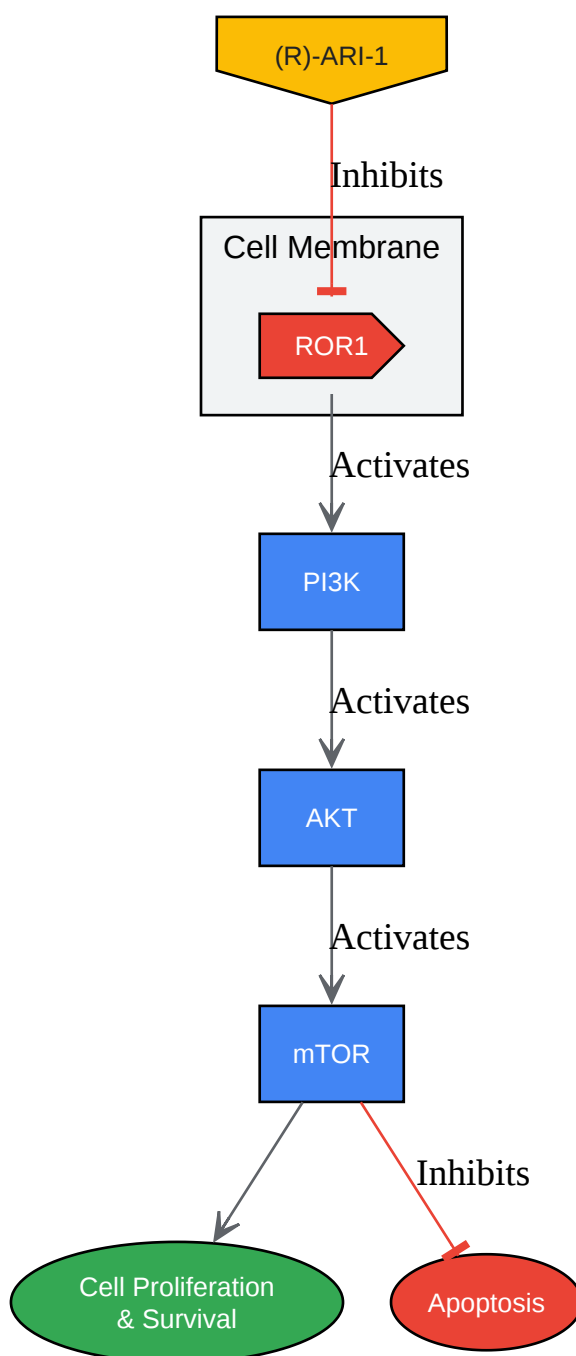 (R)-ARI-1
Inhibits
Cell Membrane
ROR1
Activates
PI3K
Activates
AKT
Activates
mTOR
Inhibits
Cell Proliferation
& Survival
Apoptosis